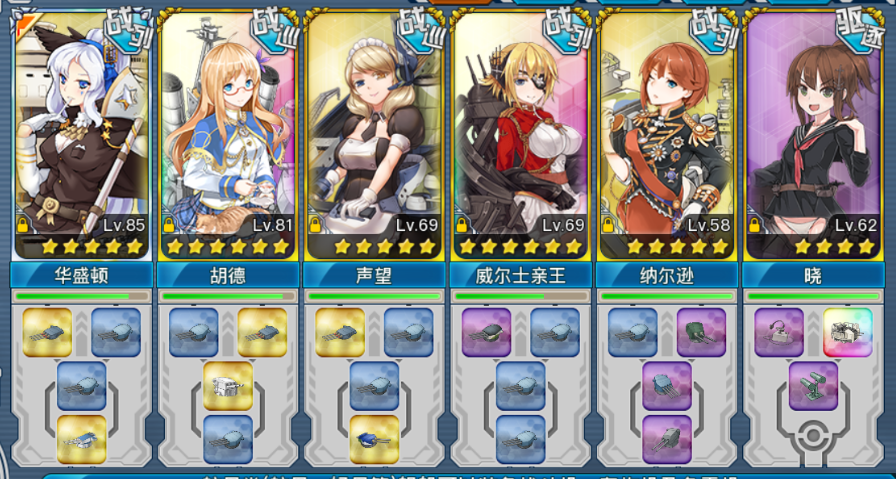 战列
战巡
战巡
战列
战列
驱逐
Lv.85
Lv.81
Lv.69
Lv.69
Lv.58
Lv.62
华盛顿
胡德
声望
威尔士亲王
纳尔逊
晓